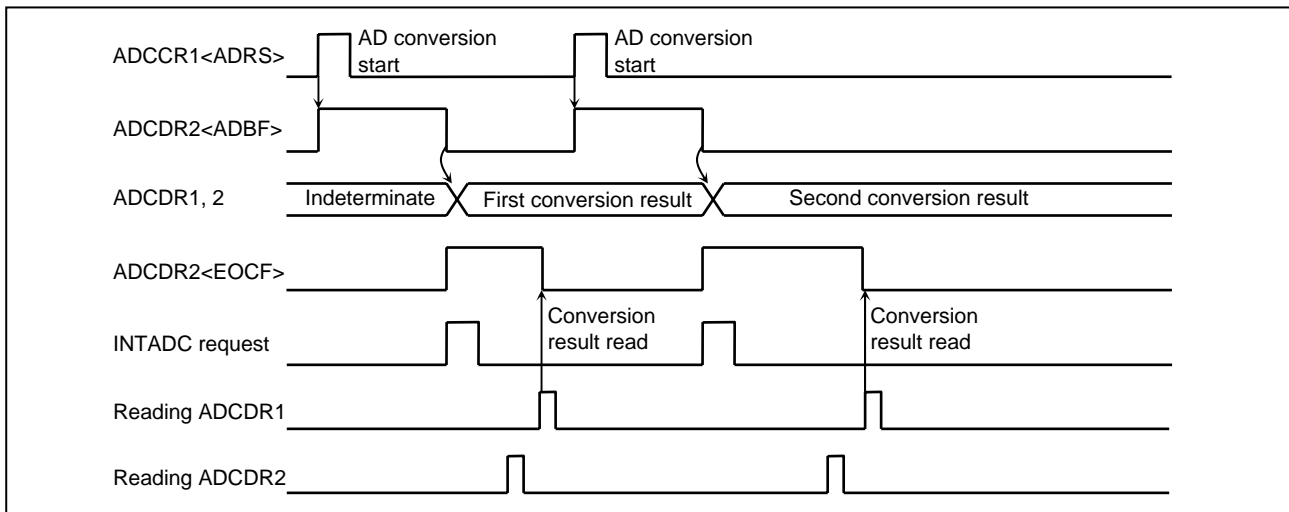 ADCCR1<ADRS>
AD conversion
start
AD conversion
start
ADCDR2<ADBF>
ADCDR1, 2
Indeterminate
First conversion result
Second conversion result
ADCDR2<EOCF>
Conversion
result read
Conversion
result read
INTADC request
Reading ADCDR1
Reading ADCDR2